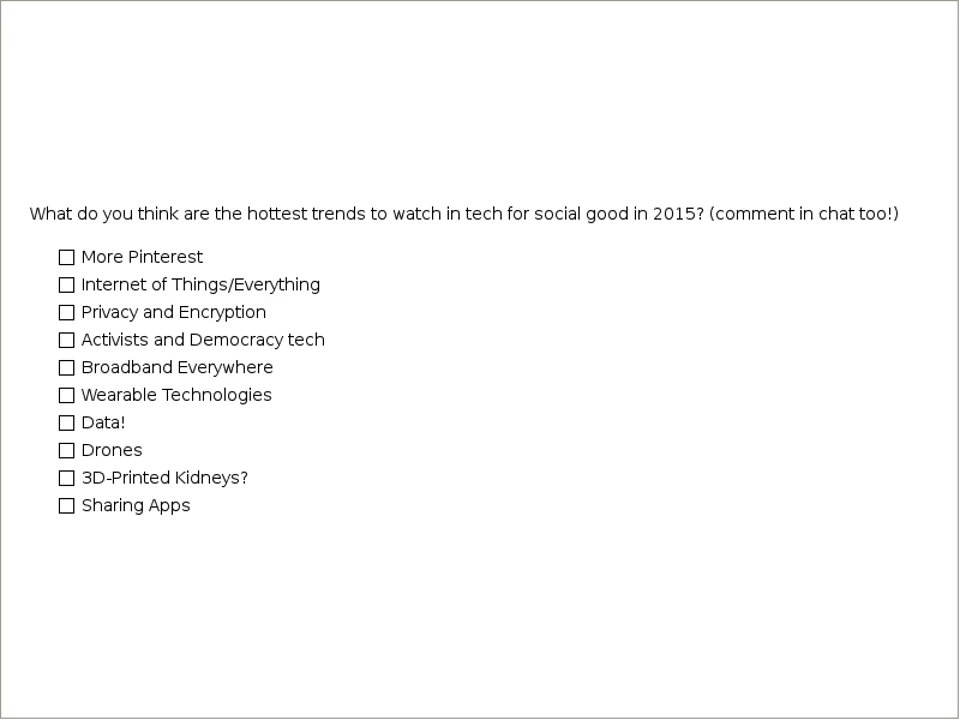 What do you think are the hottest trends to watch in tech for social good in 2015? (comment in chat too!)
More Pinterest
Internet of Things/Everything
Privacy and Encryption
Activists and Democracy tech
Broadband Everywhere
Wearable Technologies
Data!
Drones
3D-Printed Kidneys?
Sharing Apps